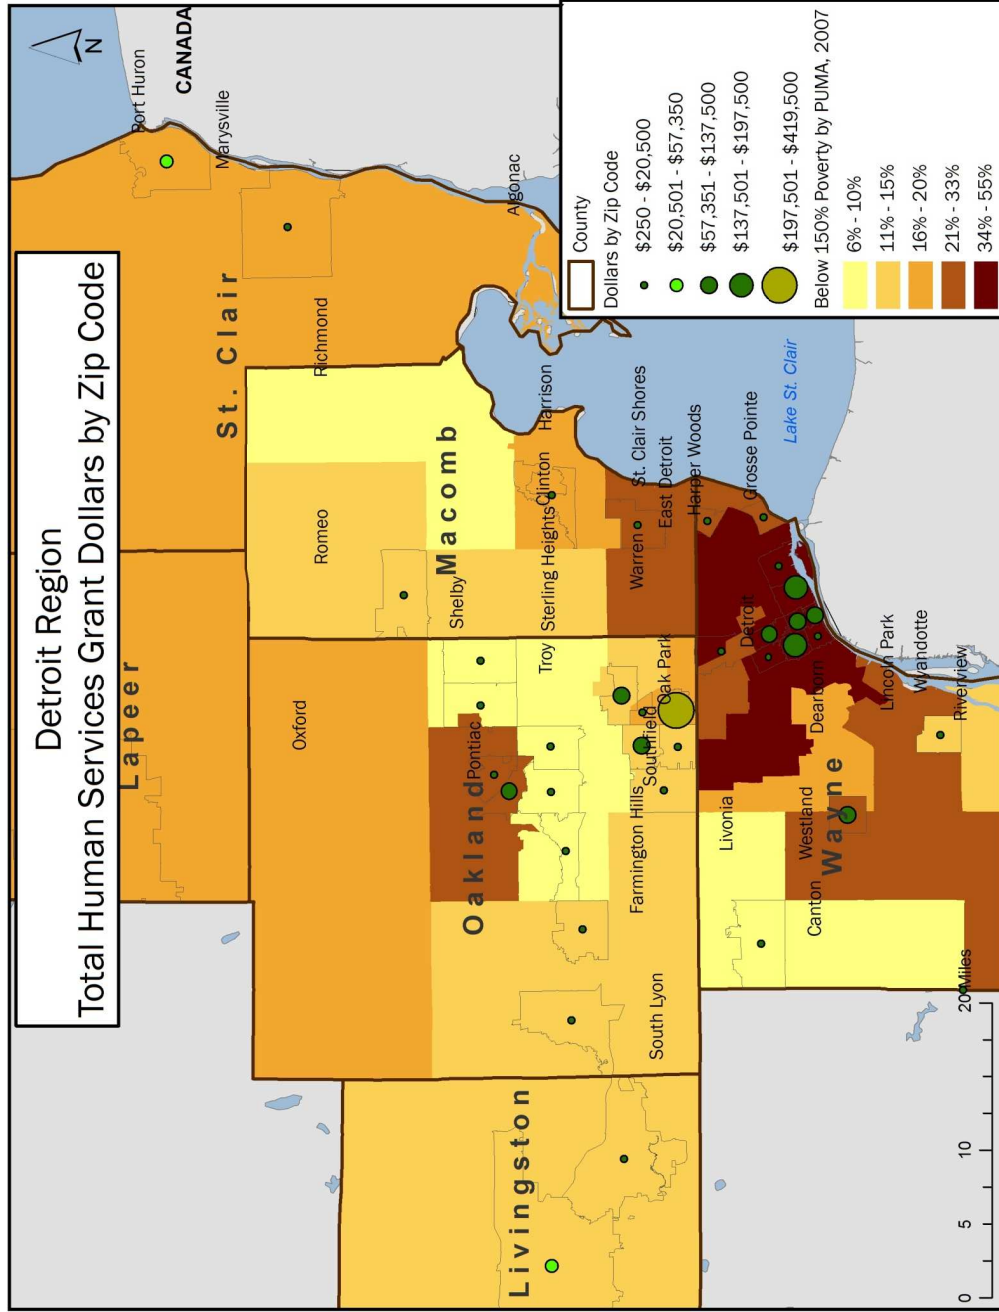 Detroit Region
Total Human Services Grant Dollars by Zip Code
N
CANADA
Port Huron
Marysville
St. Clair
Lapeer
Richmond
Algonac
Romeo
Oxford
Macomb
Harrison
Clinton
Shelby
Sterling Heights
Troy
Pontiac
Oakland
Livingston
St. Clair Shores
East Detroit
Warren
Harper Woods
Oak Park
Southfield
Farmington Hills
South Lyon
Grosse Pointe
Lake St. Clair
Detroit
Livonia
Dearborn
Westland
Wayne
Canton
Lincoln Park
Wyandotte
Riverview
0 5 10 20 Miles
County
Dollars by Zip Code
$250 - $20,500
$20,501 - $57,350
$57,351 - $137,500
$137,501 - $197,500
$197,501 - $419,500
Below 150% Poverty by PUMA, 2007
6% - 10%
11% - 15%
16% - 20%
21% - 33%
34% - 55%